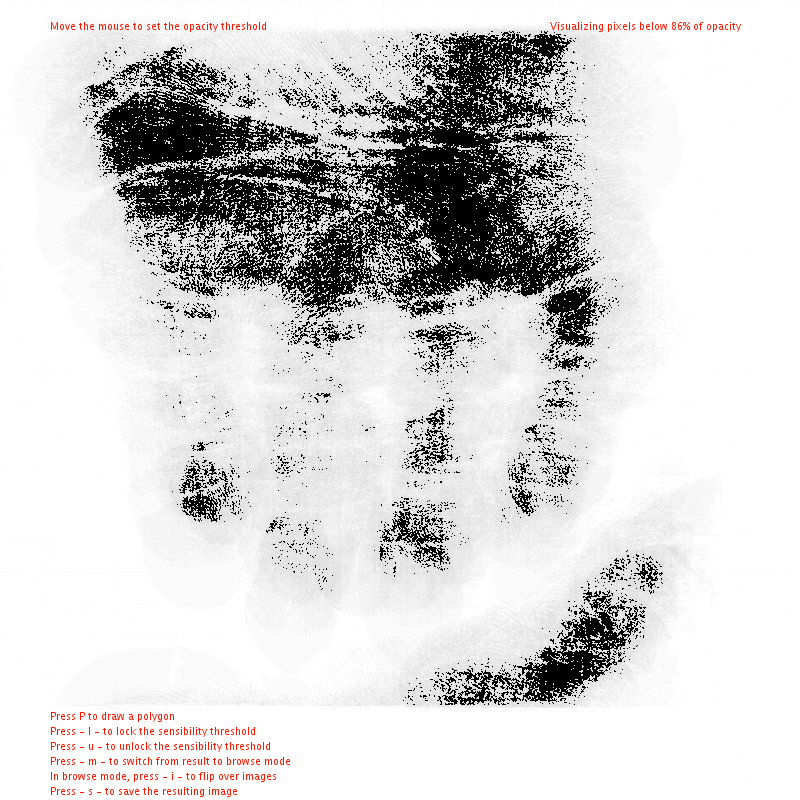 Move the mouse to set the opacity threshold
Visualizing pixels below 86% of opacity
Press P to draw a polygon
Press - l - to lock the sensibility threshold
Press - u - to unlock the sensibility threshold
Press - m - to switch from result to browse mode
In browse mode, press - i - to flip over images
Press - s - to save the resulting image